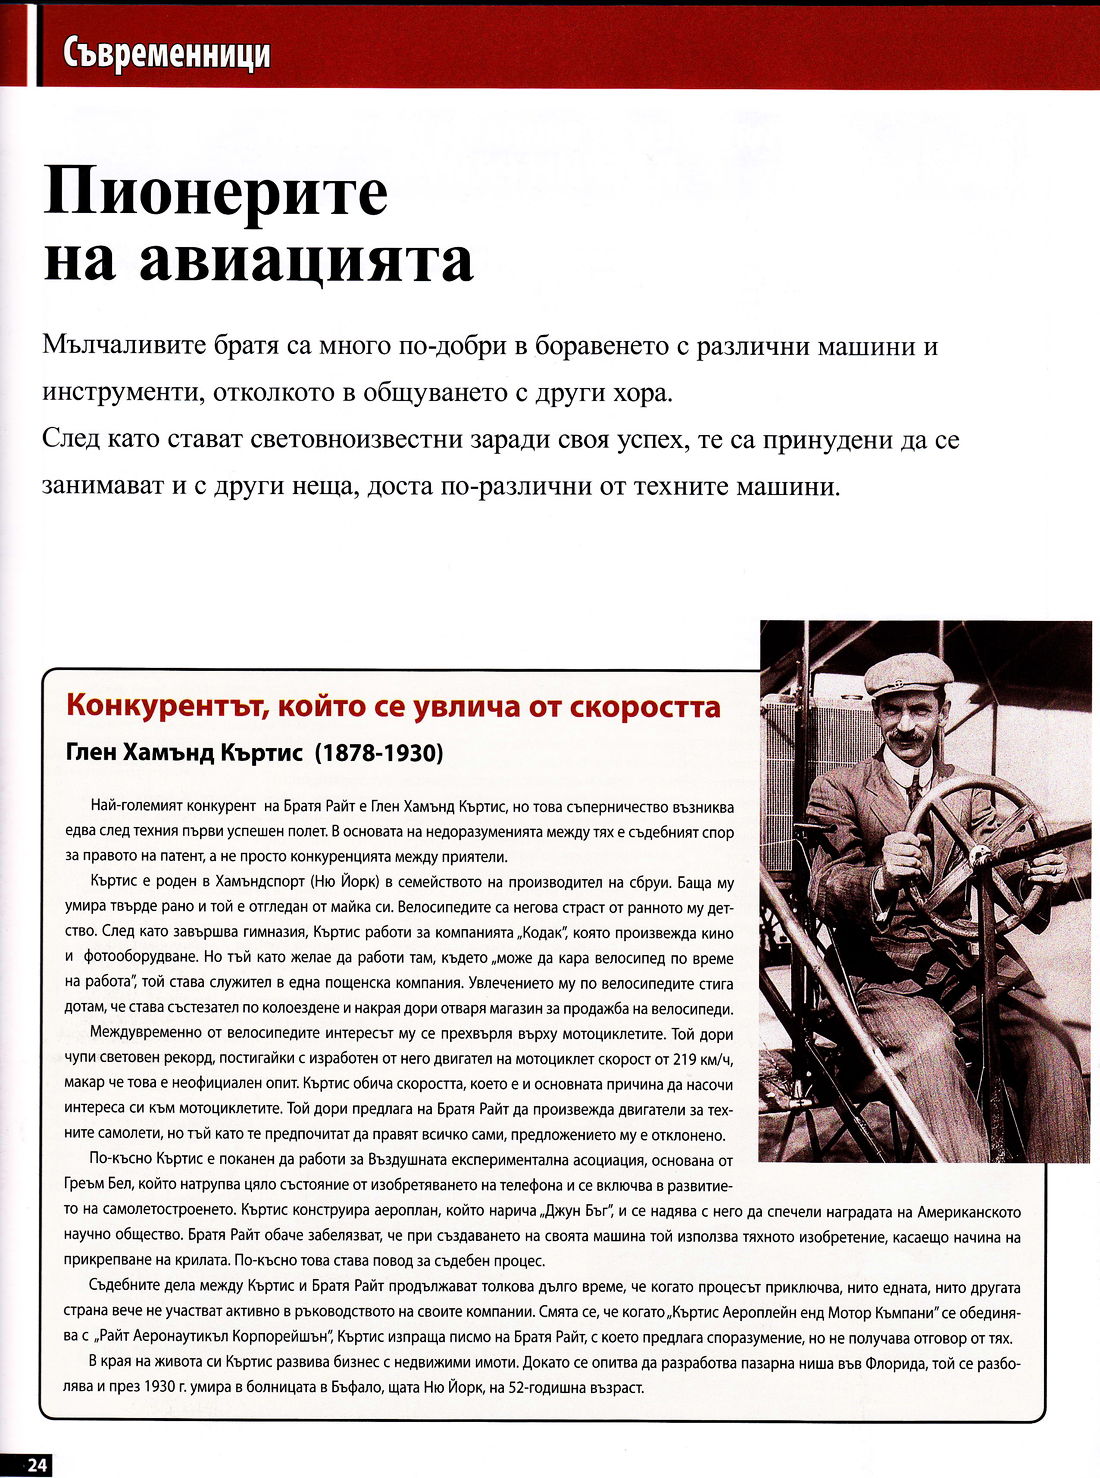 Съвременници
Пионерите
на авиацията
Мълчаливите братя са много по-добри в боравенето с различни машини и
инструменти, отколкото в общуването с други хора.
След като стават световноизвестни заради своя успех, те са принудени да се
занимават и с други неща, доста по-различни от техните машини.
Конкурентът, който се увлича от скоростта
Глен Хамънд Къртис (1878-1930)
Най-големият конкурент на Братя Райт е Глен Хамънд Къртис, но това съперничество възниква
едва след техния първи успешен полет. В основата на недоразуменията между тях е съдебният спор
за правото на патент, а не просто конкуренцията между приятели.
Къртис е роден в Хамъндспорт (Ню Йорк) в семейството на производител на сбруи. Баща му
умира твърде рано и той е отгледан от майка си. Велосипедите са негова страст от ранното му дет-
ство. След като завършва гимназия, Къртис работи за компанията „Кодак”, която произвежда кино
и фотооборудване. Но тъй като желае да работи там, където „може да кара велосипед по време
на работа”, той става служител в една пощенска компания. Увлечението му по велосипедите стига
дотам, че става състезател по колоездене и накрая дори отваря магазин за продажба на велосипеди.
Междувременно от велосипедите интересът му се прехвърля върху мотоциклетите. Той дори
чупи световен рекорд, постигайки с изработен от него двигател на мотоциклет скорост от 219 км/ч,
макар че това е неофициален опит. Къртис обича скоростта, което е и основната причина да насочи
интереса си към мотоциклетите. Той дори предлага на Братя Райт да произвежда двигатели за тех-
ните самолети, но тъй като те предпочитат да правят всичко сами, предложението му е отклонено.
По-късно Къртис е поканен да работи за Въздушната експериментална асоциация, основана от
Греъм Бел, който натрупва цяло състояние от изобретяването на телефона и се включва в развитие-
то на самолетостроенето. Къртис конструира аероплан, който нарича „Джун Бъг”, и се надява с него да спечели наградата на Американското
научно общество. Братя Райт обаче забелязват, че при създаването на своята машина той използва тяхното изобретение, касаещо начина на
прикрепване на крилата. По-късно това става повод за съдебен процес.
Съдебните дела между Къртис и Братя Райт продължават толкова дълго време, че когато процесът приключва, нито едната, нито другата
страна вече не участват активно в ръководството на своите компании. Смята се, че когато „Къртис Аероплейн енд Мотор Къмпани” се обединя-
ва с „Райт Аеронаутикъл Корпорейшън”, Къртис изпраща писмо на Братя Райт, с което предлага споразумение, но не получава отговор от тях.
В края на живота си Къртис развива бизнес с недвижими имоти. Докато се опитва да разработва пазарна ниша във Флорида, той се разбо-
лява и през 1930 г. умира в болницата в Бъфало, щата Ню Йорк, на 52-годишна възраст.
24